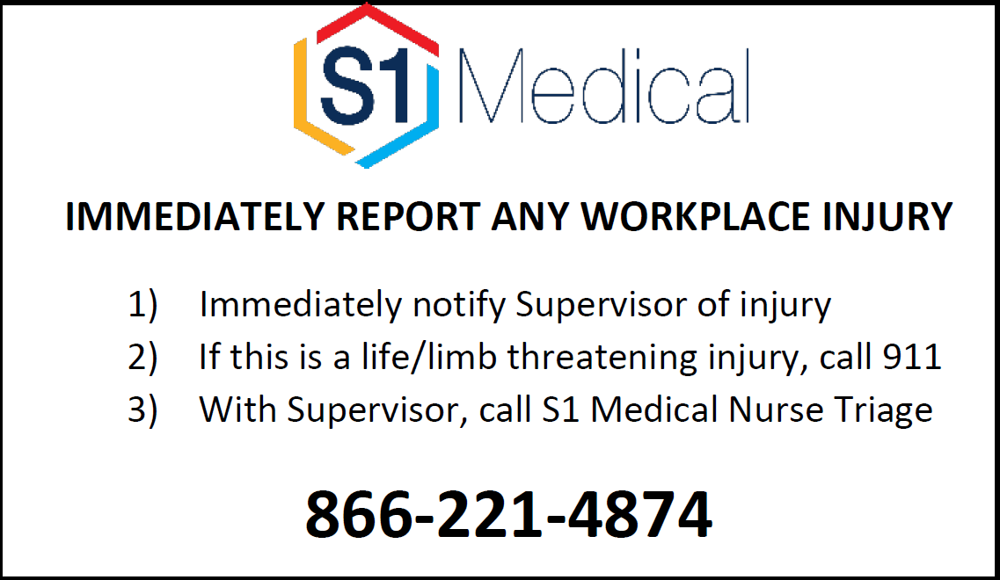 S1 Medical
IMMEDIATELY REPORT ANY WORKPLACE INJURY
1) Immediately notify Supervisor of injury
2) If this is a life/limb threatening injury, call 911
3) With Supervisor, call S1 Medical Nurse Triage
866-221-4874